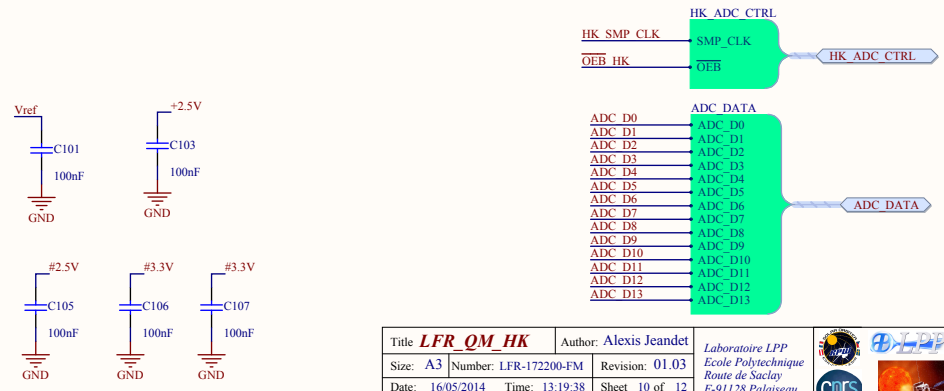 HK_ADC_CTRL
HK_SMP_CLK
SMP_CLK
OEB_HK
OEB
HK_ADC_CTRL
Vref
C101
100nF
GND
+2.5V
C103
100nF
GND
ADC_DATA
ADC_D0 ADC_D0
ADC_D1 ADC_D1
ADC_D2 ADC_D2
ADC_D3 ADC_D3
ADC_D4 ADC_D4
ADC_D5 ADC_D5
ADC_D6 ADC_D6
ADC_D7 ADC_D7
ADC_D8 ADC_D8
ADC_D9 ADC_D9
ADC_D10 ADC_D10
ADC_D11 ADC_D11
ADC_D12 ADC_D12
ADC_D13 ADC_D13
ADC_DATA
#2.5V
C105
100nF
GND
#3.3V
C106
100nF
GND
#3.3V
C107
100nF
GND
Title LFR_QM_HK Author: Alexis Jeandet
Size: A3 Number: LFR-172200-FM Revision: 01.03
Date: 16/05/2014 Time: 13:19:38 Sheet 10 of 12
Laboratoire LPP
Ecole Polytechnique
Route de Saclay
F-91128 Palaiseau
LPP
cnrs